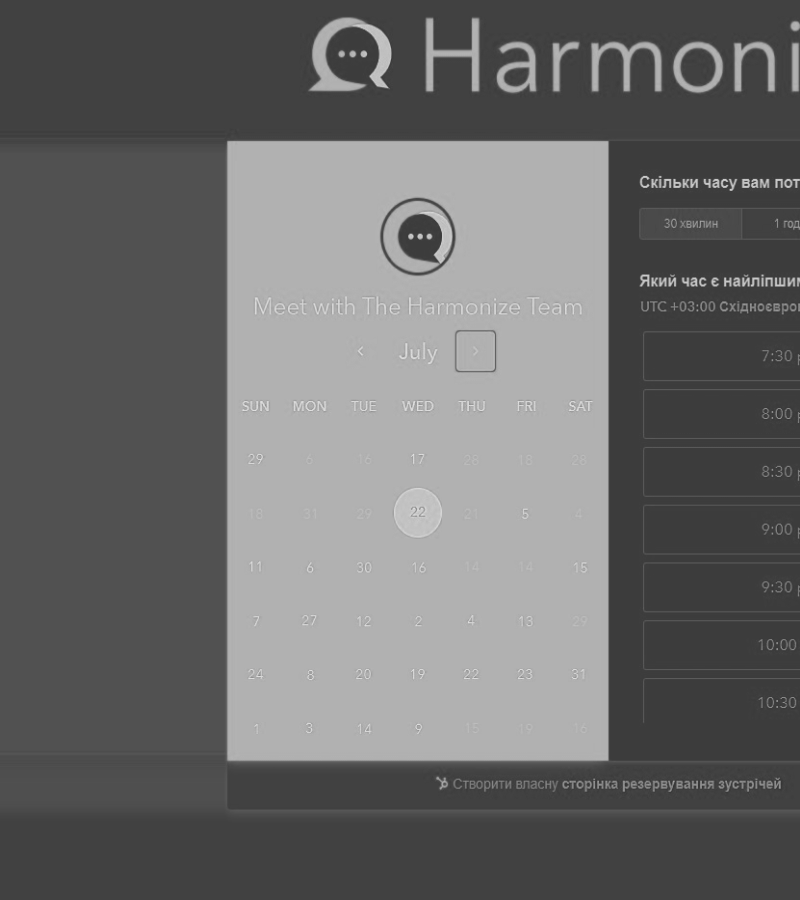 Harmoni
Meet with The Harmonize Team
July
SUN MON TUE WED THU FRI SAT
29 6 16 17 28 18 28
18 31 29 22 21 5 4
11 6 30 16 14 14 15
7 27 12 2 4 13 29
24 8 20 19 22 23 31
1 3 14 9 15 19 16
Скільки часу вам пот
30 хвилин 1 год
Який час є найліпшим
UTC +03:00 Східноєвро
7:30
8:00
8:30
9:00
9:30
10:00
10:30
Створити власну сторінка резервування зустрічей